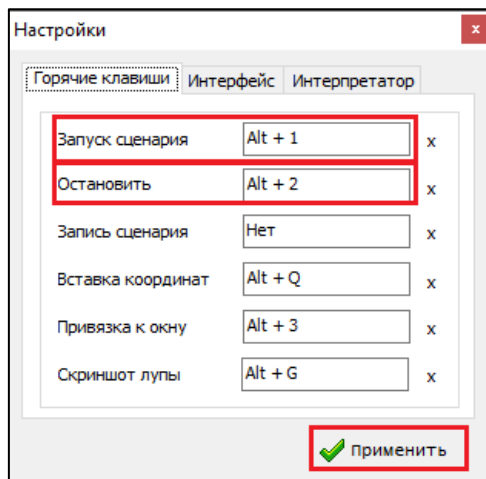 Настройки x
Горячие клавиши Интерфейс Интерпретатор
Запуск сценария Alt + 1 x
Остановить Alt + 2 x
Запись сценария Нет x
Вставка координат Alt + Q x
Привязка к окну Alt + 3 x
Скриншот лупы Alt + G x
Применить